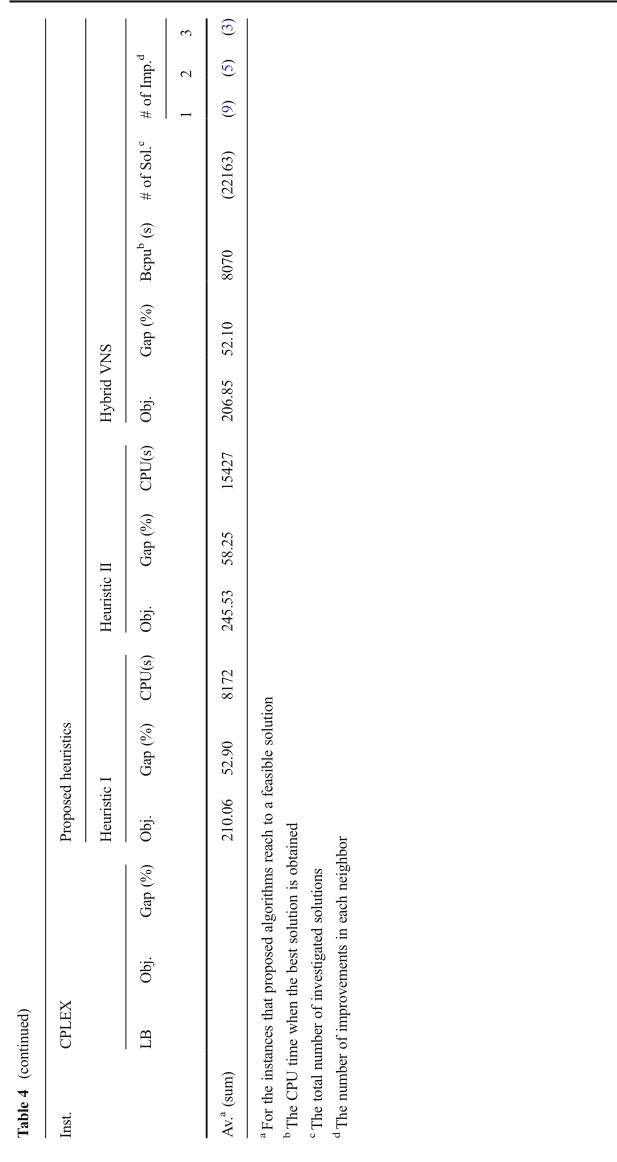 Table 4 (continued)
Inst. CPLEX Proposed heuristics
Heuristic I Heuristic II Hybrid VNS
LB Obj. Gap (%) Obj. Gap (%) CPU(s) Obj. Gap (%) CPU(s) Obj. Gap (%) Bcpu^b (s) # of Sol.^c # of Imp.^d
1 2 3
Av.^a (sum) 210.06 52.90 8172 245.53 58.25 15427 206.85 52.10 8070 (22163) (9) (5) (3)
^a For the instances that proposed algorithms reach to a feasible solution
^b The CPU time when the best solution is obtained
^c The total number of investigated solutions
^d The number of improvements in each neighbor